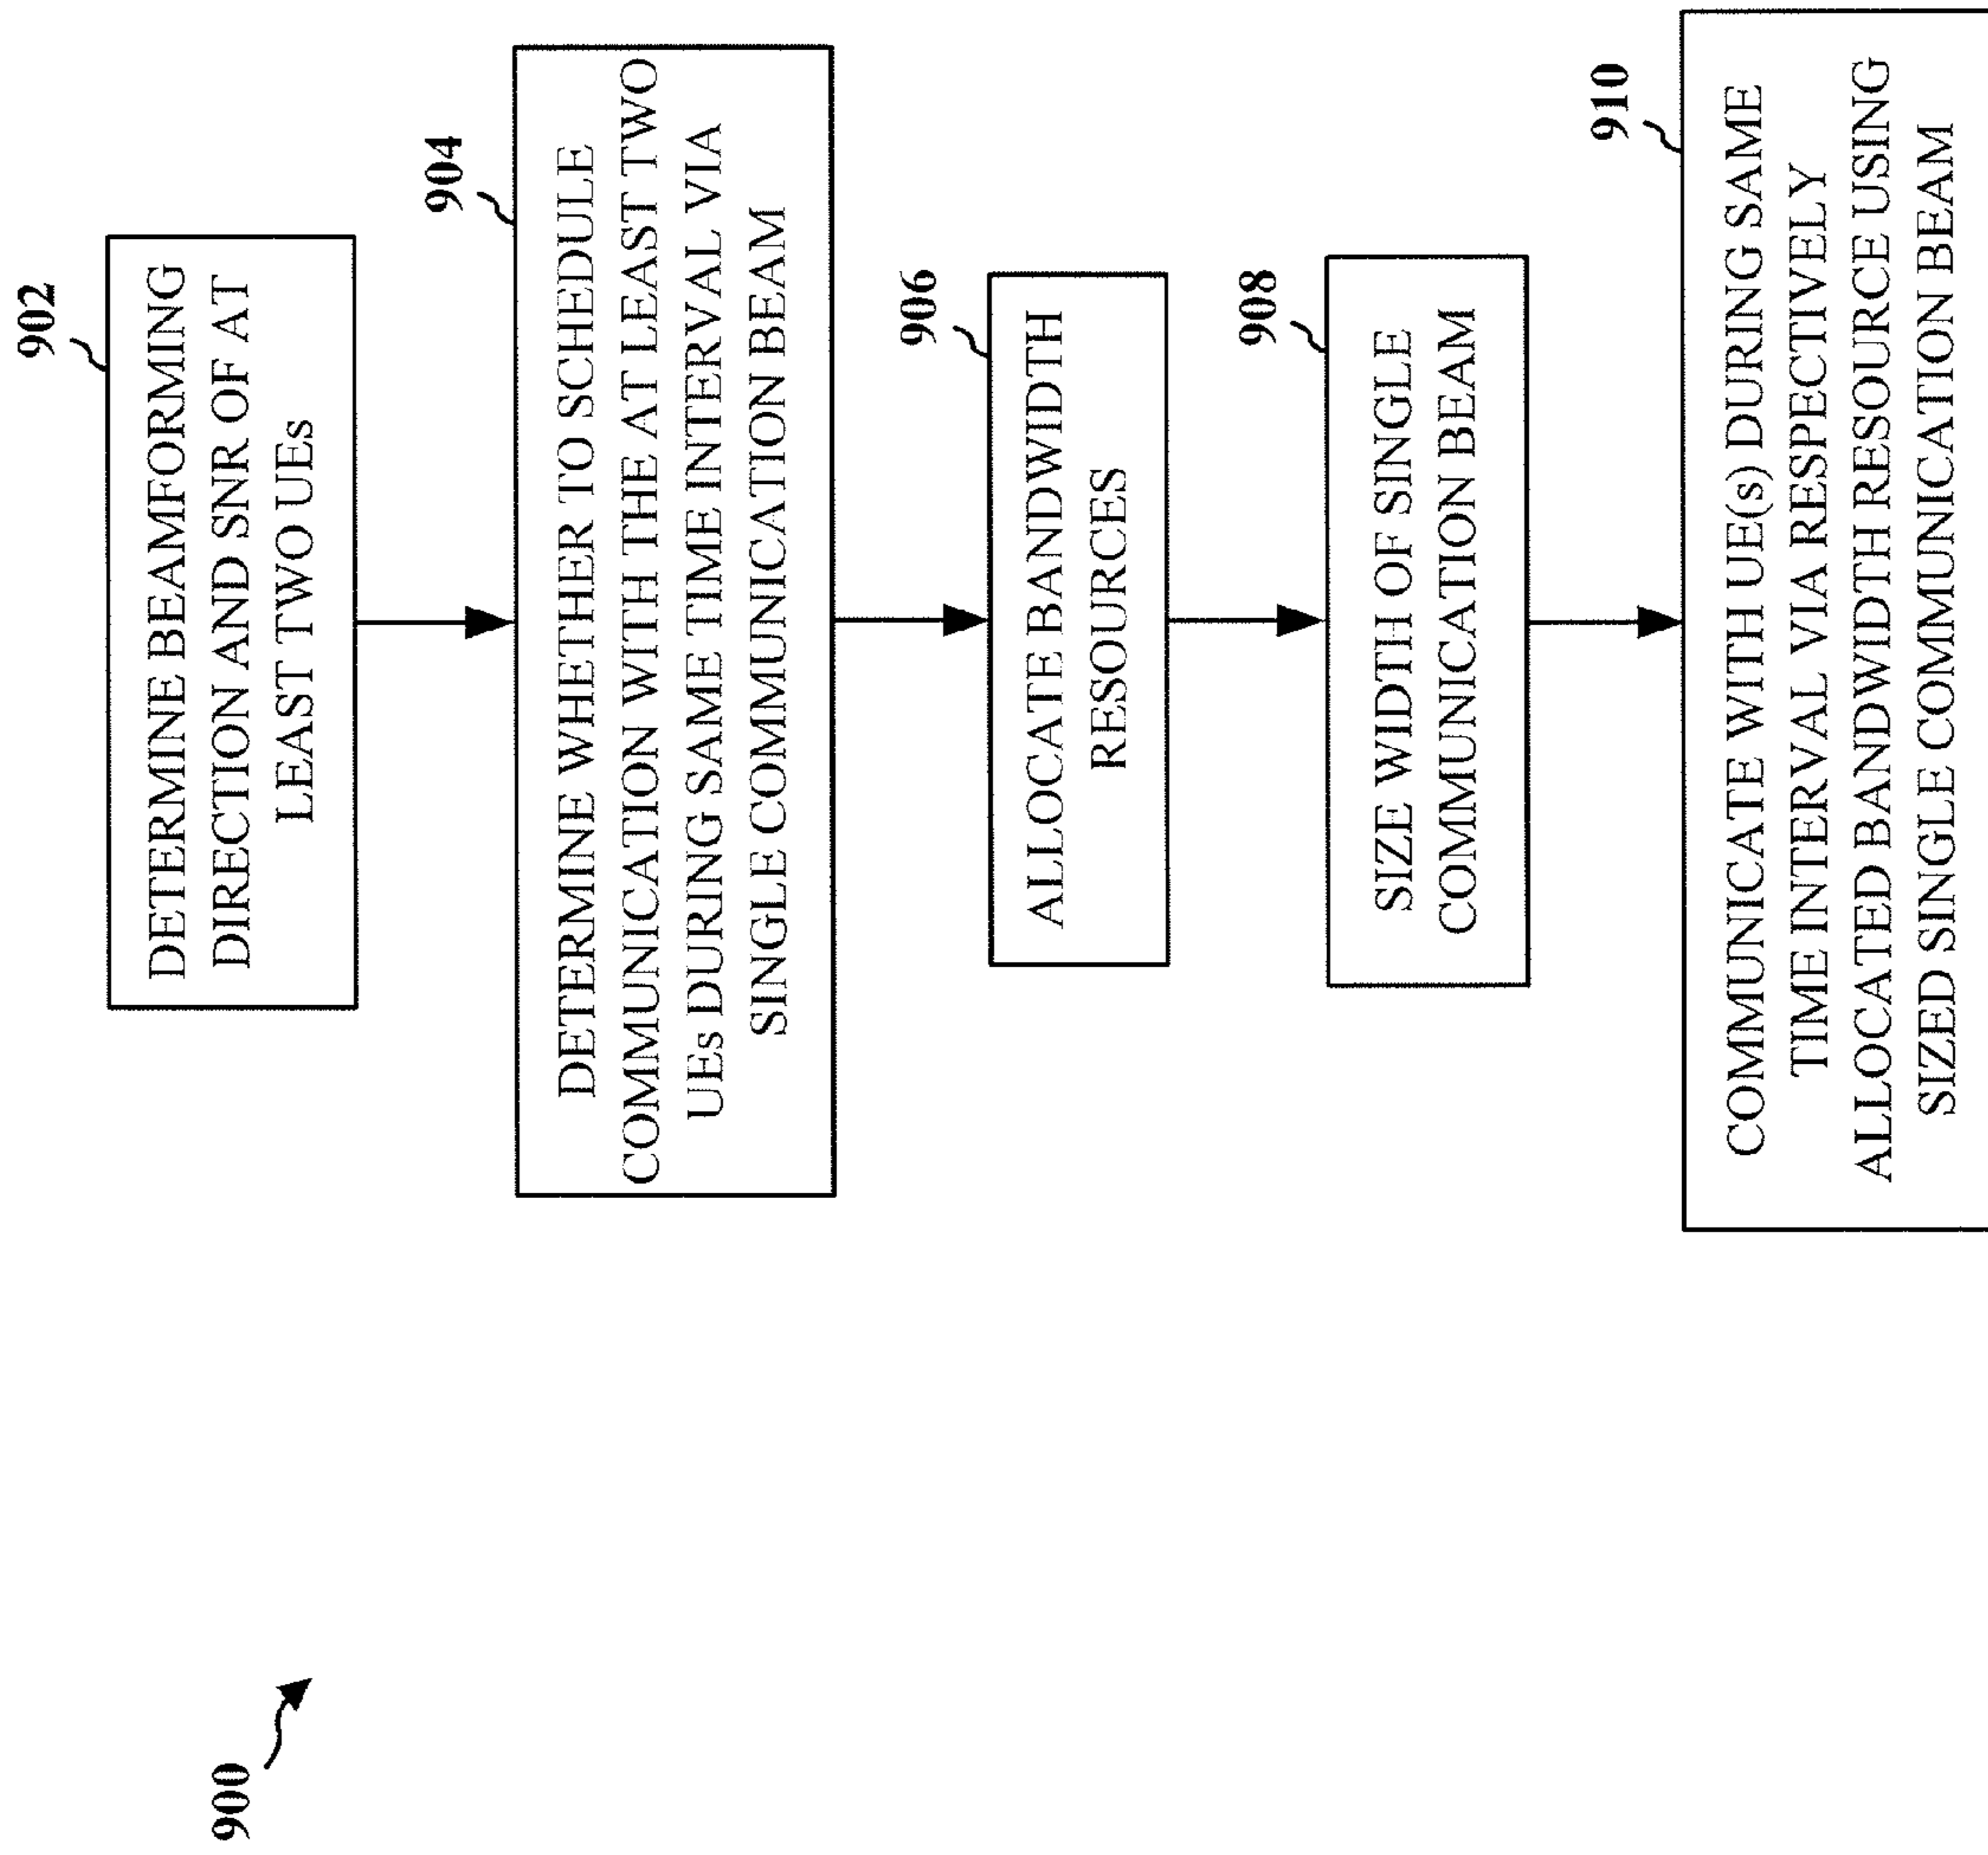 900
902
DETERMINE BEAMFORMING
DIRECTION AND SNR OF AT
LEAST TWO UEs
904
DETERMINE WHETHER TO SCHEDULE
COMMUNICATION WITH THE AT LEAST TWO
UEs DURING SAME TIME INTERVAL VIA
SINGLE COMMUNICATION BEAM
906
ALLOCATE BANDWIDTH
RESOURCES
908
SIZE WIDTH OF SINGLE
COMMUNICATION BEAM
910
COMMUNICATE WITH UE(s) DURING SAME
TIME INTERVAL VIA RESPECTIVELY
ALLOCATED BANDWIDTH RESOURCE USING
SIZED SINGLE COMMUNICATION BEAM